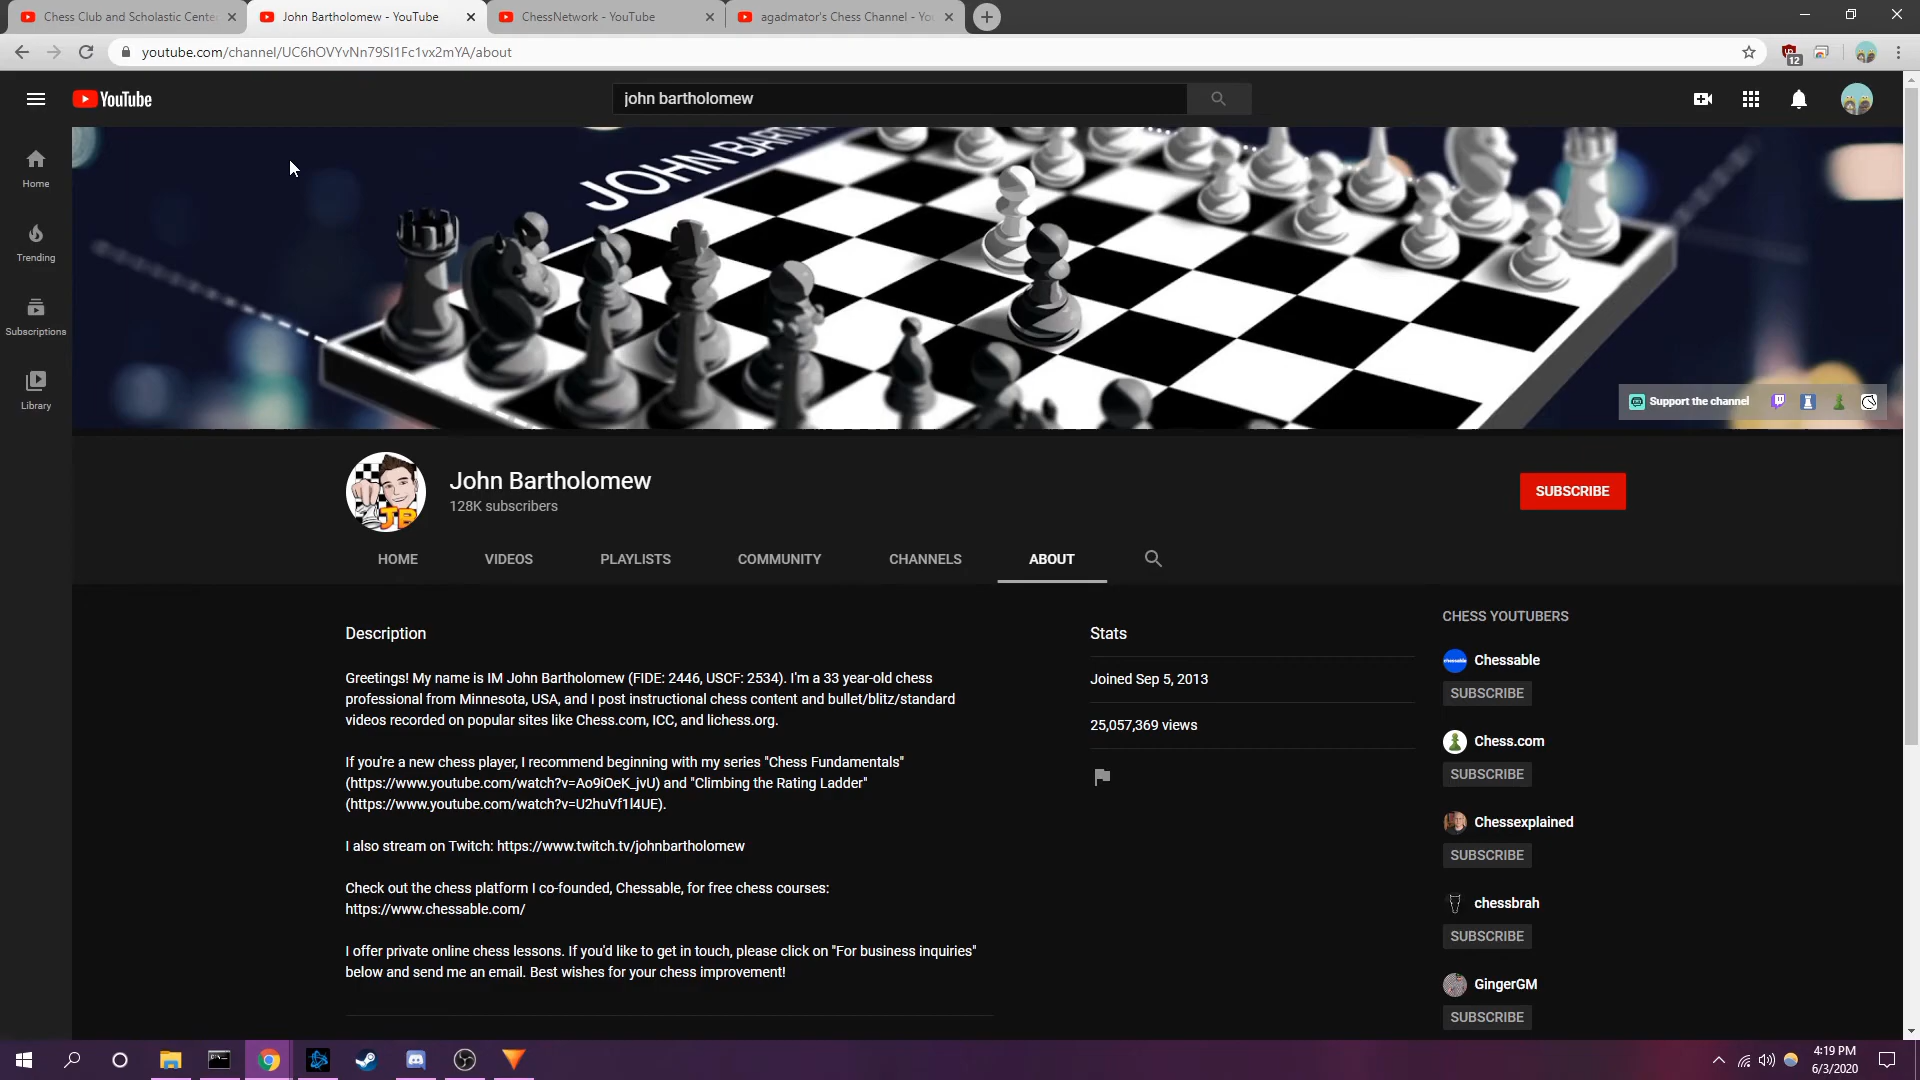 Chess Club and Scholastic Cente
John Bartholomew - YouTube
ChessNetwork - YouTube
agadmator's Chess Channel - Yo
youtube.com/channel/UC6hOVYvNn79Sl1Fc1vx2mYA/about
12
YouTube
john bartholomew
Home
Trending
Subscriptions
Library
JOHN BARTH
Support the channel
John Bartholomew
128K subscribers
SUBSCRIBE
HOME
VIDEOS
PLAYLISTS
COMMUNITY
CHANNELS
ABOUT
Description
Greetings! My name is IM John Bartholomew (FIDE: 2446, USCF: 2534). I'm a 33 year-old chess
professional from Minnesota, USA, and I post instructional chess content and bullet/blitz/standard
videos recorded on popular sites like Chess.com, ICC, and lichess.org.
If you're a new chess player, I recommend beginning with my series "Chess Fundamentals"
(https://www.youtube.com/watch?v=Ao9iOeK_jvU) and "Climbing the Rating Ladder"
(https://www.youtube.com/watch?v=U2huVf1l4UE).
I also stream on Twitch: https://www.twitch.tv/johnbartholomew
Check out the chess platform I co-founded, Chessable, for free chess courses:
https://www.chessable.com/
I offer private online chess lessons. If you'd like to get in touch, please click on "For business inquiries"
below and send me an email. Best wishes for your chess improvement!
Stats
Joined Sep 5, 2013
25,057,369 views
CHESS YOUTUBERS
Chessable
SUBSCRIBE
Chess.com
SUBSCRIBE
Chessexplained
SUBSCRIBE
chessbrah
SUBSCRIBE
GingerGM
SUBSCRIBE
4:19 PM
6/3/2020